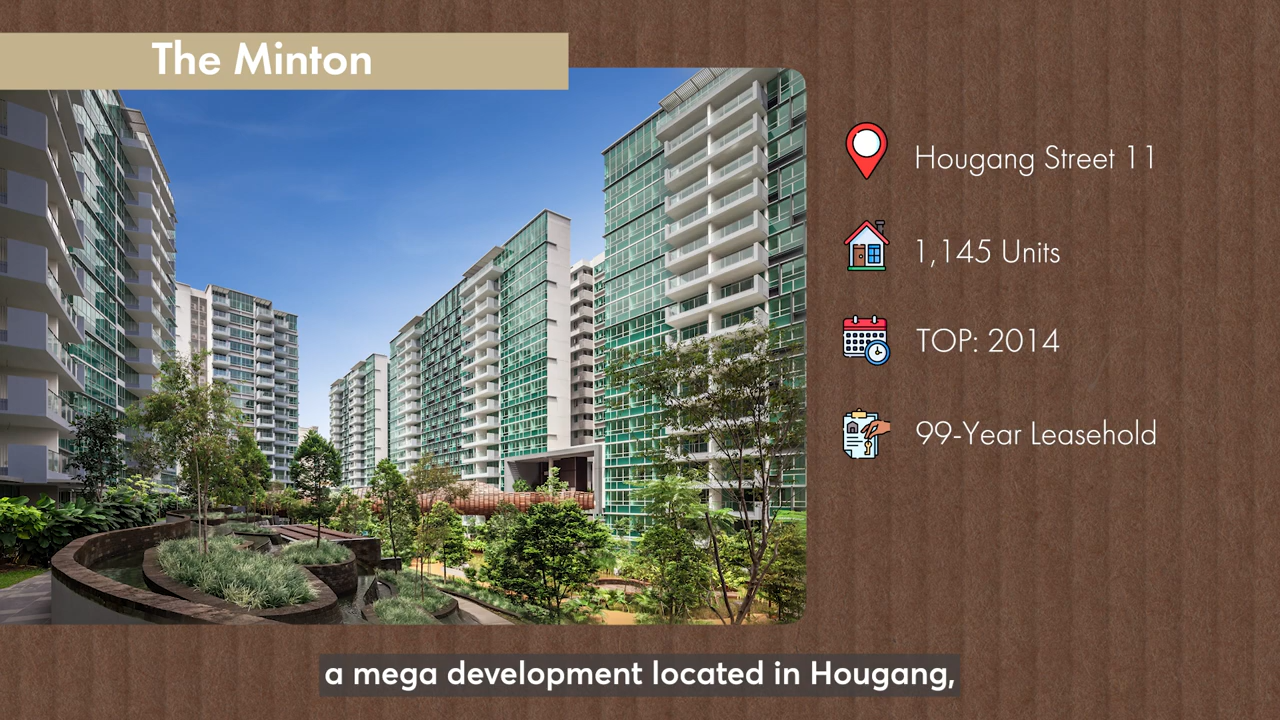 The Minton
Hougang Street 11
1,145 Units
TOP: 2014
99-Year Leasehold
a mega development located in Hougang,